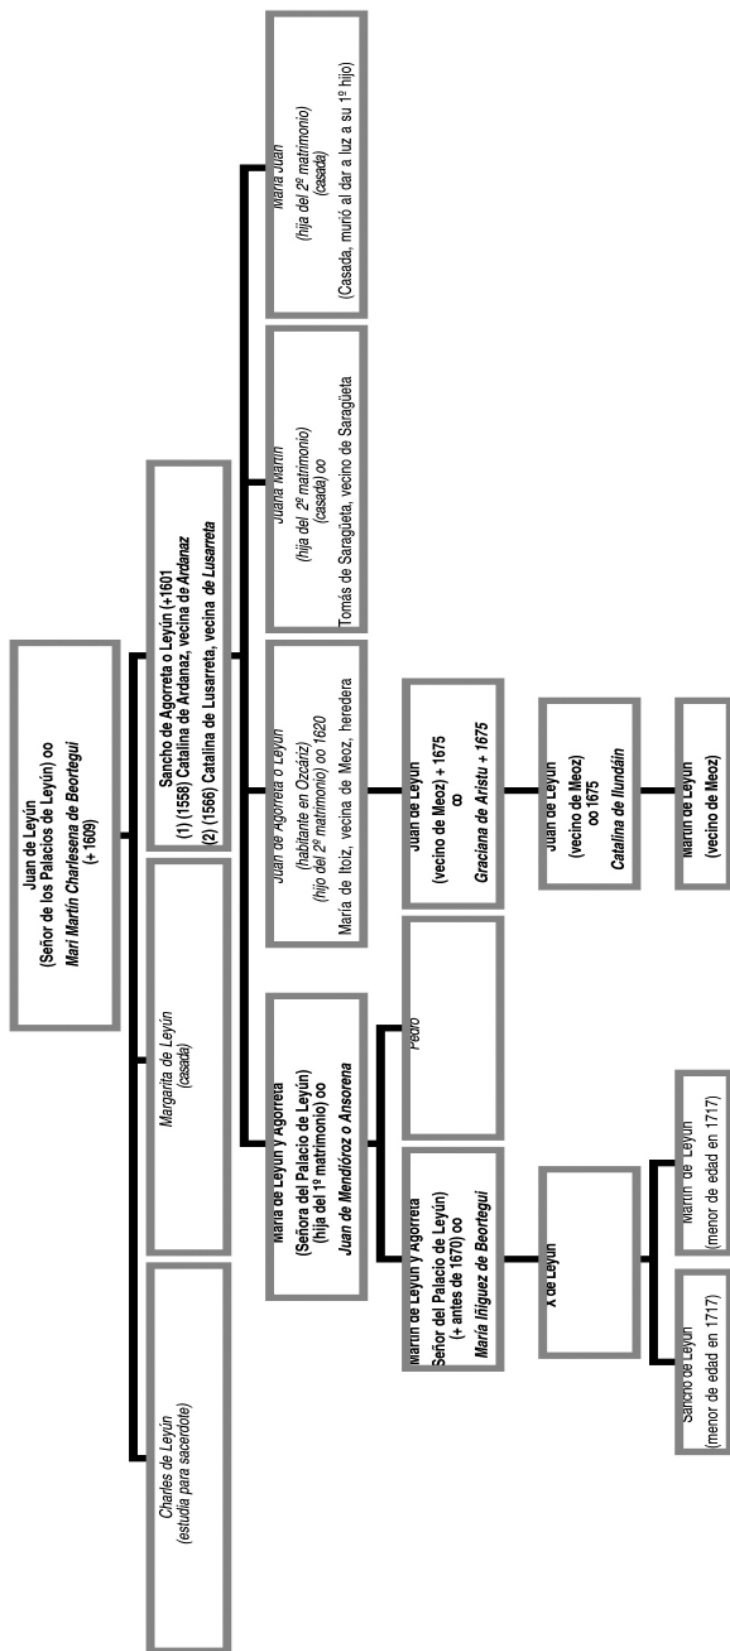 Juan de Leyún
(Señor de los Palacios de Leyún) oo
Mari Martín Charlesena de Beortegui
(+ 1609)
Charles de Leyún
(estudia para sacerdote)
Margarita de Leyún
(casada)
Sancho de Agorreta o Leyún (+1601
(1) (1558) Catalina de Ardanaz, vecina de Ardanaz
(2) (1566) Catalina de Lusarreta, vecina de Lusarreta
María de Leyún y Agorreta
(Señora del Palacio de Leyún)
(hija del 1º matrimonio) oo
Juan de Mendióroz o Ansorena
Juan de Agorreta o Leyún
(habitante en Ozcáriz)
(hijo del 2º matrimonio) oo 1620
María de Itoiz, vecina de Meoz, heredera
Juana Martín
(hija del 2º matrimonio)
(casada) oo
Tomás de Saragüeta, vecino de Saragüeta
María Juan
(hija del 2º matrimonio)
(casada)
(Casada, murió al dar a luz a su 1º hijo)
Martín de Leyún y Agorreta
Señor del Palacio de Leyún)
(+ antes de 1670) oo
María Iñiguez de Beortegui
Pedro
Juan de Leyún
(vecino de Meoz) + 1675
oo
Graciana de Aristu + 1675
X de Leyún
Juan de Leyún
(vecino de Meoz)
oo 1675
Catalina de Ilundáin
Sancho de Leyún
(menor de edad en 1717)
Martín de Leyún
(menor de edad en 1717)
Martín de Leyún
(vecino de Meoz)